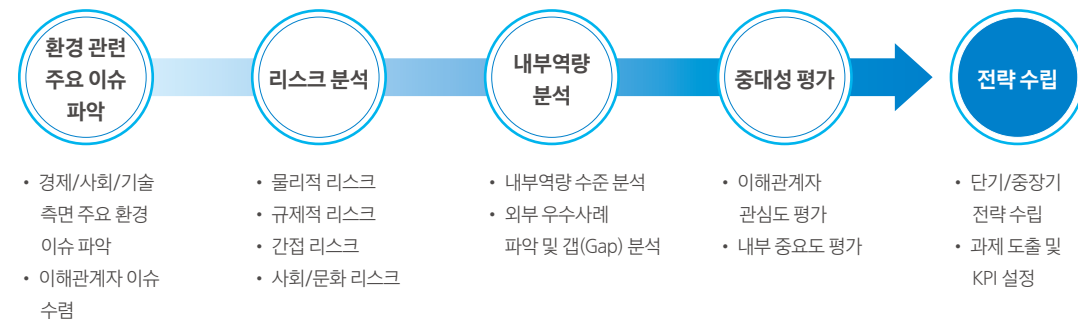 환경 관련
주요 이슈
파악
리스크 분석
내부역량
분석
중대성 평가
전략 수립
• 경제/사회/기술
측면 주요 환경
이슈 파악
• 이해관계자 이슈
수렴
• 물리적 리스크
• 규제적 리스크
• 간접 리스크
• 사회/문화 리스크
• 내부역량 수준 분석
• 외부 우수사례
파악 및 갭(Gap) 분석
• 이해관계자
관심도 평가
• 내부 중요도 평가
• 단기/중장기
전략 수립
• 과제 도출 및
KPI 설정